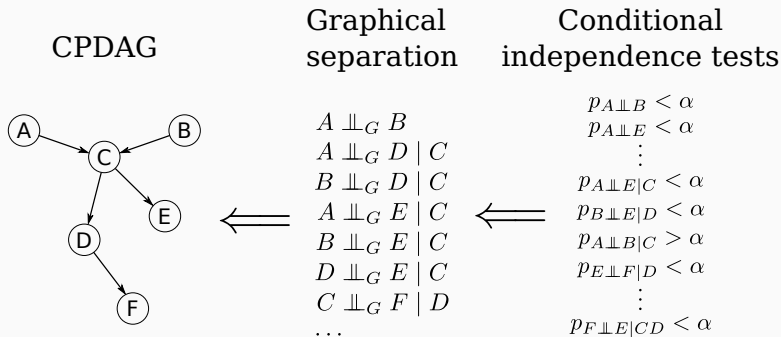 CPDAG
A
B
C
E
D
F
Graphical
separation
A ⫫_G B
A ⫫_G D | C
B ⫫_G D | C
A ⫫_G E | C
B ⫫_G E | C
D ⫫_G E | C
C ⫫_G F | D
...
Conditional
independence tests
p_{A⫫B} < α
p_{A⫫E} < α
⋮
p_{A⫫E|C} < α
p_{B⫫E|D} < α
p_{A⫫B|C} > α
p_{E⫫F|D} < α
⋮
p_{F⫫E|CD} < α